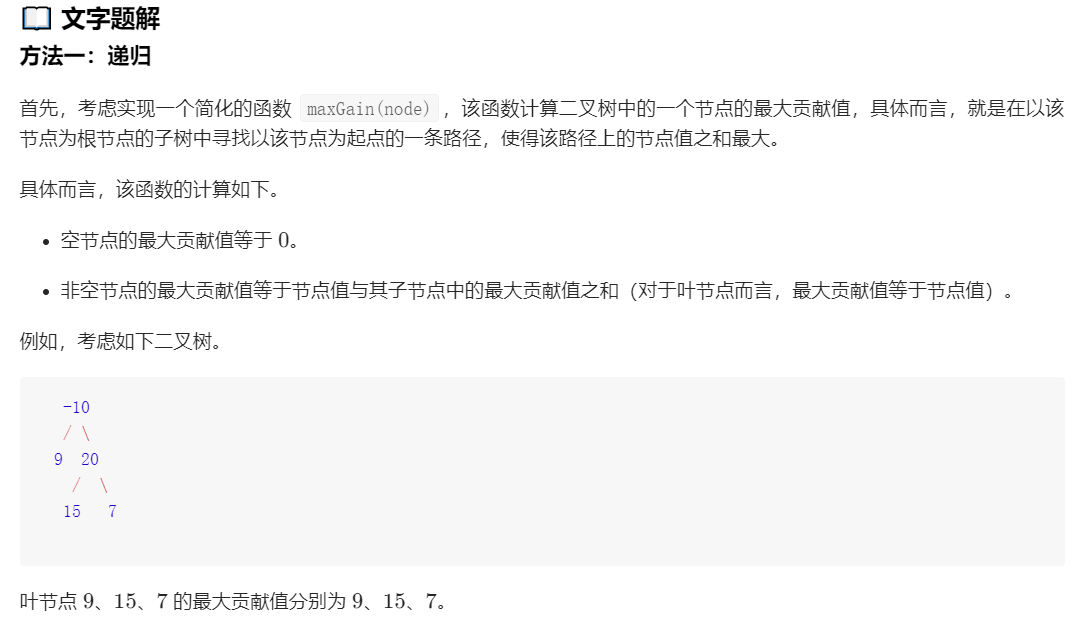 📖 文字题解
方法一：递归
首先，考虑实现一个简化的函数 maxGain(node)，该函数计算二叉树中的一个节点的最大贡献值，具体而言，就是在以该
节点为根节点的子树中寻找以该节点为起点的一条路径，使得该路径上的节点值之和最大。
具体而言，该函数的计算如下。
• 空节点的最大贡献值等于 0。
• 非空节点的最大贡献值等于节点值与其子节点中的最大贡献值之和（对于叶节点而言，最大贡献值等于节点值）。
例如，考虑如下二叉树。
-10
/ \
9 20
/ \
15 7
叶节点 9、15、7 的最大贡献值分别为 9、15、7。